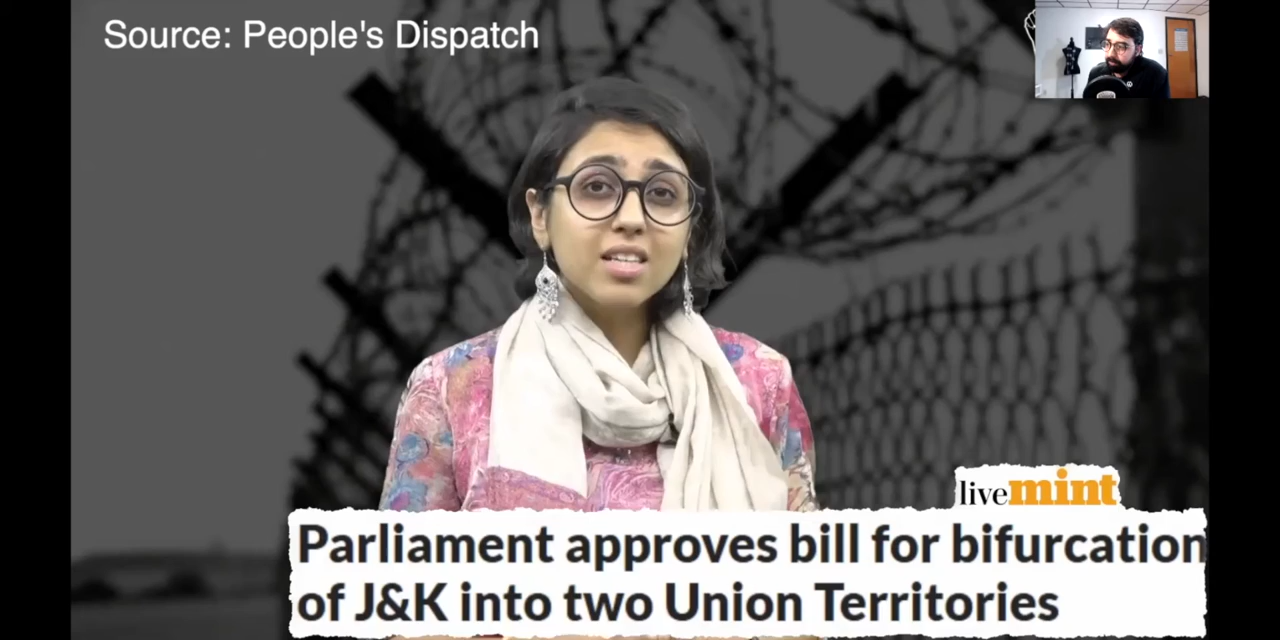 Source: People's Dispatch
livemint
Parliament approves bill for bifurcation
of J&K into two Union Territories